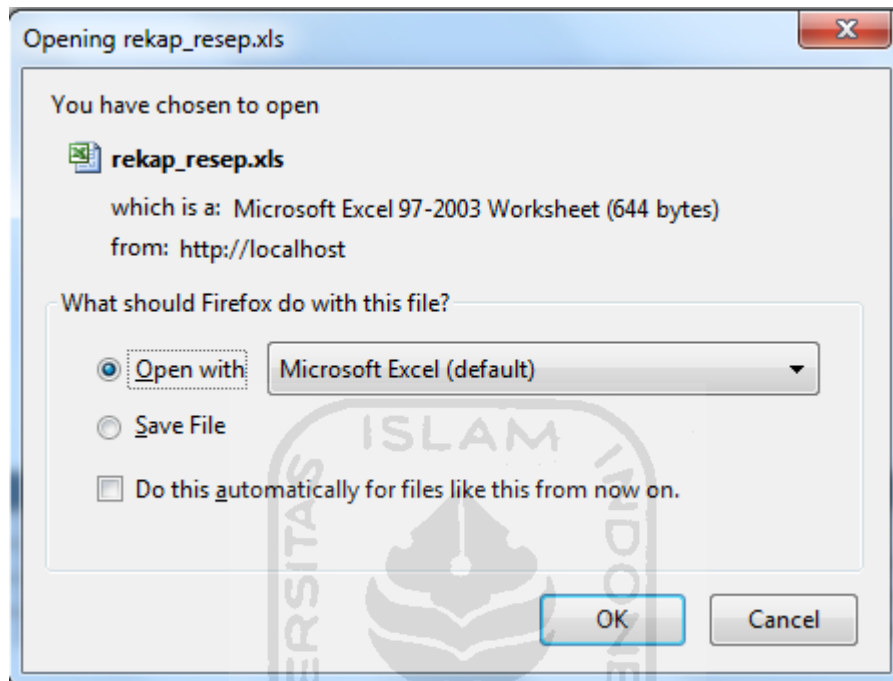 Opening rekap_resep.xls
You have chosen to open
rekap_resep.xls
which is a: Microsoft Excel 97-2003 Worksheet (644 bytes)
from: http://localhost
What should Firefox do with this file?
Open with Microsoft Excel (default)
Save File
ISLAM
Do this automatically for files like this from now on.
OK Cancel